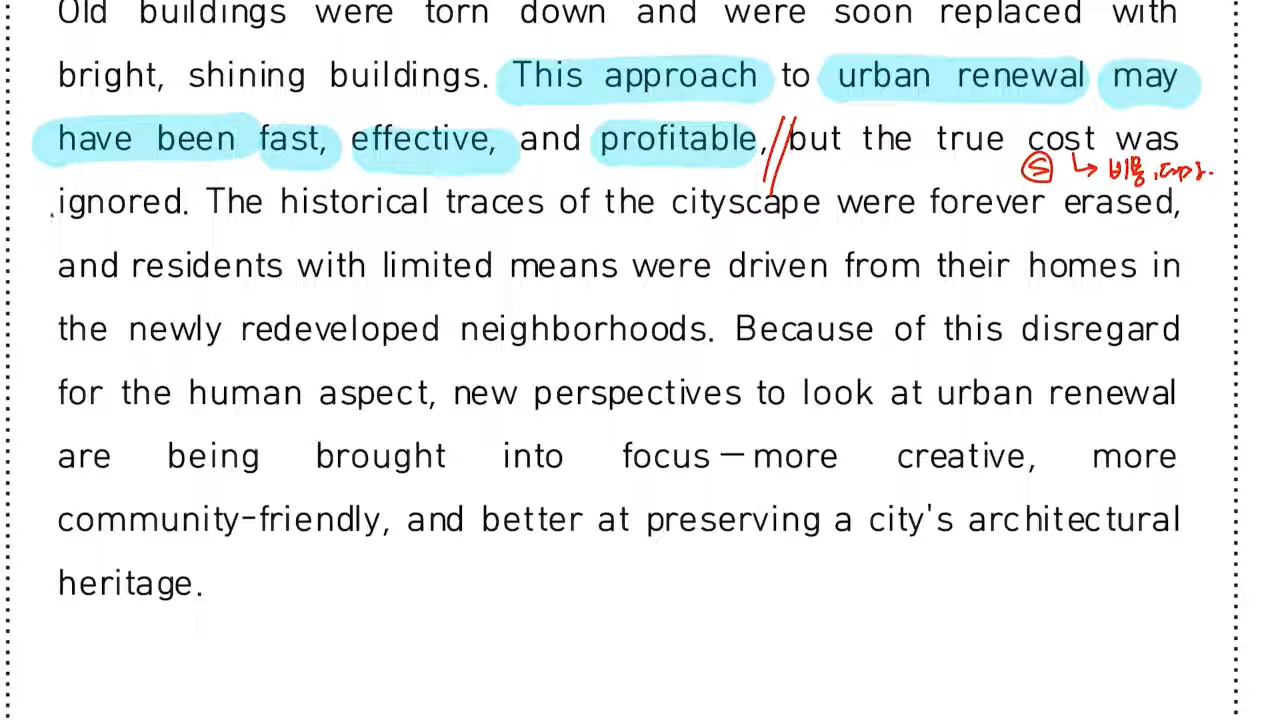 Old buildings were torn down and were soon replaced with
bright, shining buildings. This approach to urban renewal may
have been fast, effective, and profitable, but the true cost was
Ⓢ ↳ 비용, 대가.
ignored. The historical traces of the cityscape were forever erased,
and residents with limited means were driven from their homes in
the newly redeveloped neighborhoods. Because of this disregard
for the human aspect, new perspectives to look at urban renewal
are being brought into focus—more creative, more
community-friendly, and better at preserving a city's architectural
heritage.